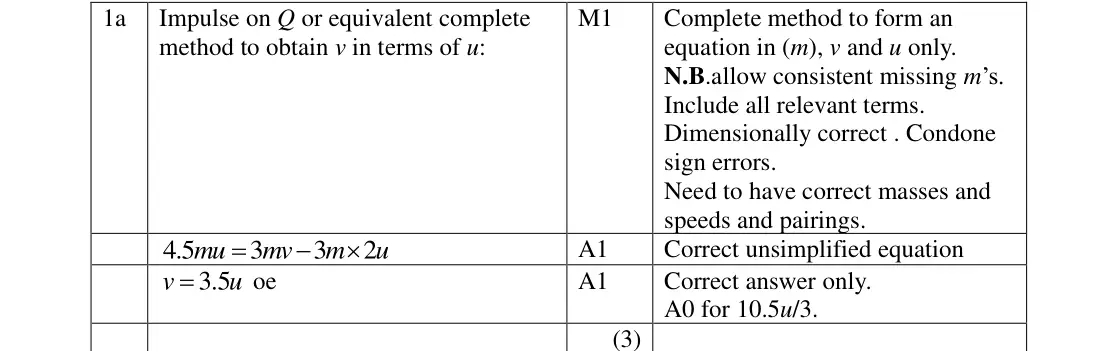 1a Impulse on Q or equivalent complete M1 Complete method to form an
method to obtain v in terms of u: equation in (m), v and u only.
N.B.allow consistent missing m’s.
Include all relevant terms.
Dimensionally correct . Condone
sign errors.
Need to have correct masses and
speeds and pairings.
4.5mu = 3mv − 3m × 2u A1 Correct unsimplified equation
v = 3.5u oe A1 Correct answer only.
A0 for 10.5u/3.
(3)